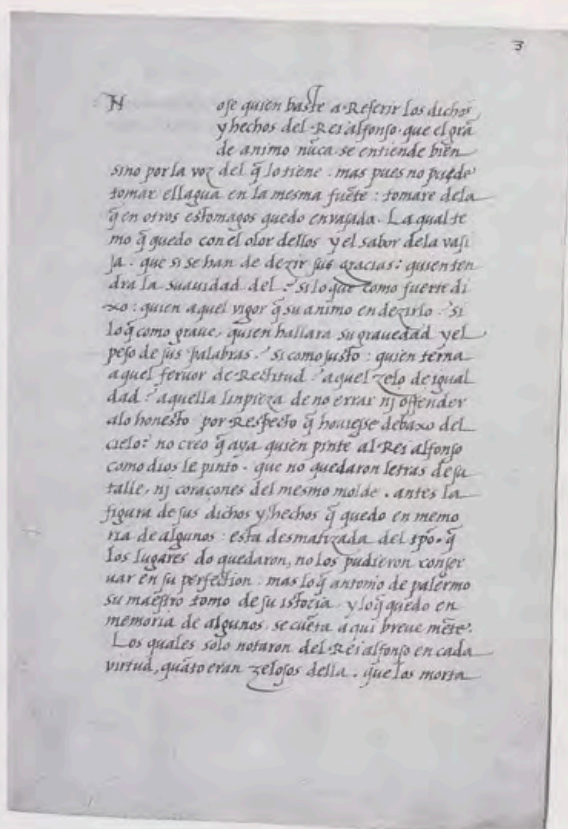 3
N ose quien baste a Referir los dichos
y hechos del Rei alfonso. que el grā
de animo nūca se entiende bien
sino por la voz del q̄ lo tiene. mas pues no puede
tomar ellagua en la mesma fuēte: tomare dela
q̄ en otros estomagos quedo envasada. La qual te
mo q̄ quedo con el olor dellos y el sabor dela vasi
ja. que si se han de dezir sus gracias: quien ten
dra la suavidad del? si lo que como fuerte di
xo: quien aquel vigor q̄ su animo en dezirlo? si
lo q̄ como graue, quien hallara su grauedad y el
peso de sus palabras? si como justo: quien terna
aquel feruor de Rectitud? aquel zelo de igual
dad? aquella linpieza de no errar nj offender
alo honesto por Respecto q̄ houiesse debaxo del
cielo? no creo q̄ aya quien pinte al Rei alfonso
como dios le pinto. que no quedaron letras de su
talle, nj coraçones del mesmo molde. antes la
figura de sus dichos y hechos q̄ quedo en memo
ria de algunos: esta desmatizada del tpo. q̄
los lugares do quedaron, no los pudieron conser
uar en su perfection: mas lo q̄ antonio de palermo
su maestro tomo de su istoria. y lo q̄ quedo en
memoria de algunos. se cuēta aqui breue mēte.
Los quales solo notaron del Rei alfonso en cada
virtud, quāto eran zelosos della. que los morta